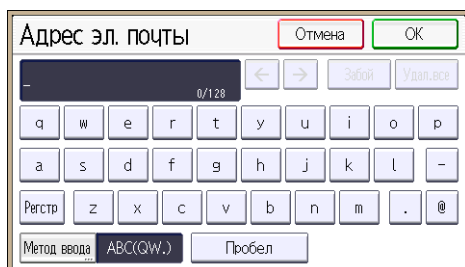 Адрес эл. почты Отмена OK
_ 0/128 ← → Забой Удал.все
q w e r t y u i o p
a s d f g h j k l -
Регстр z x c v b n m . @
Метод ввода ABC(QW.) Пробел